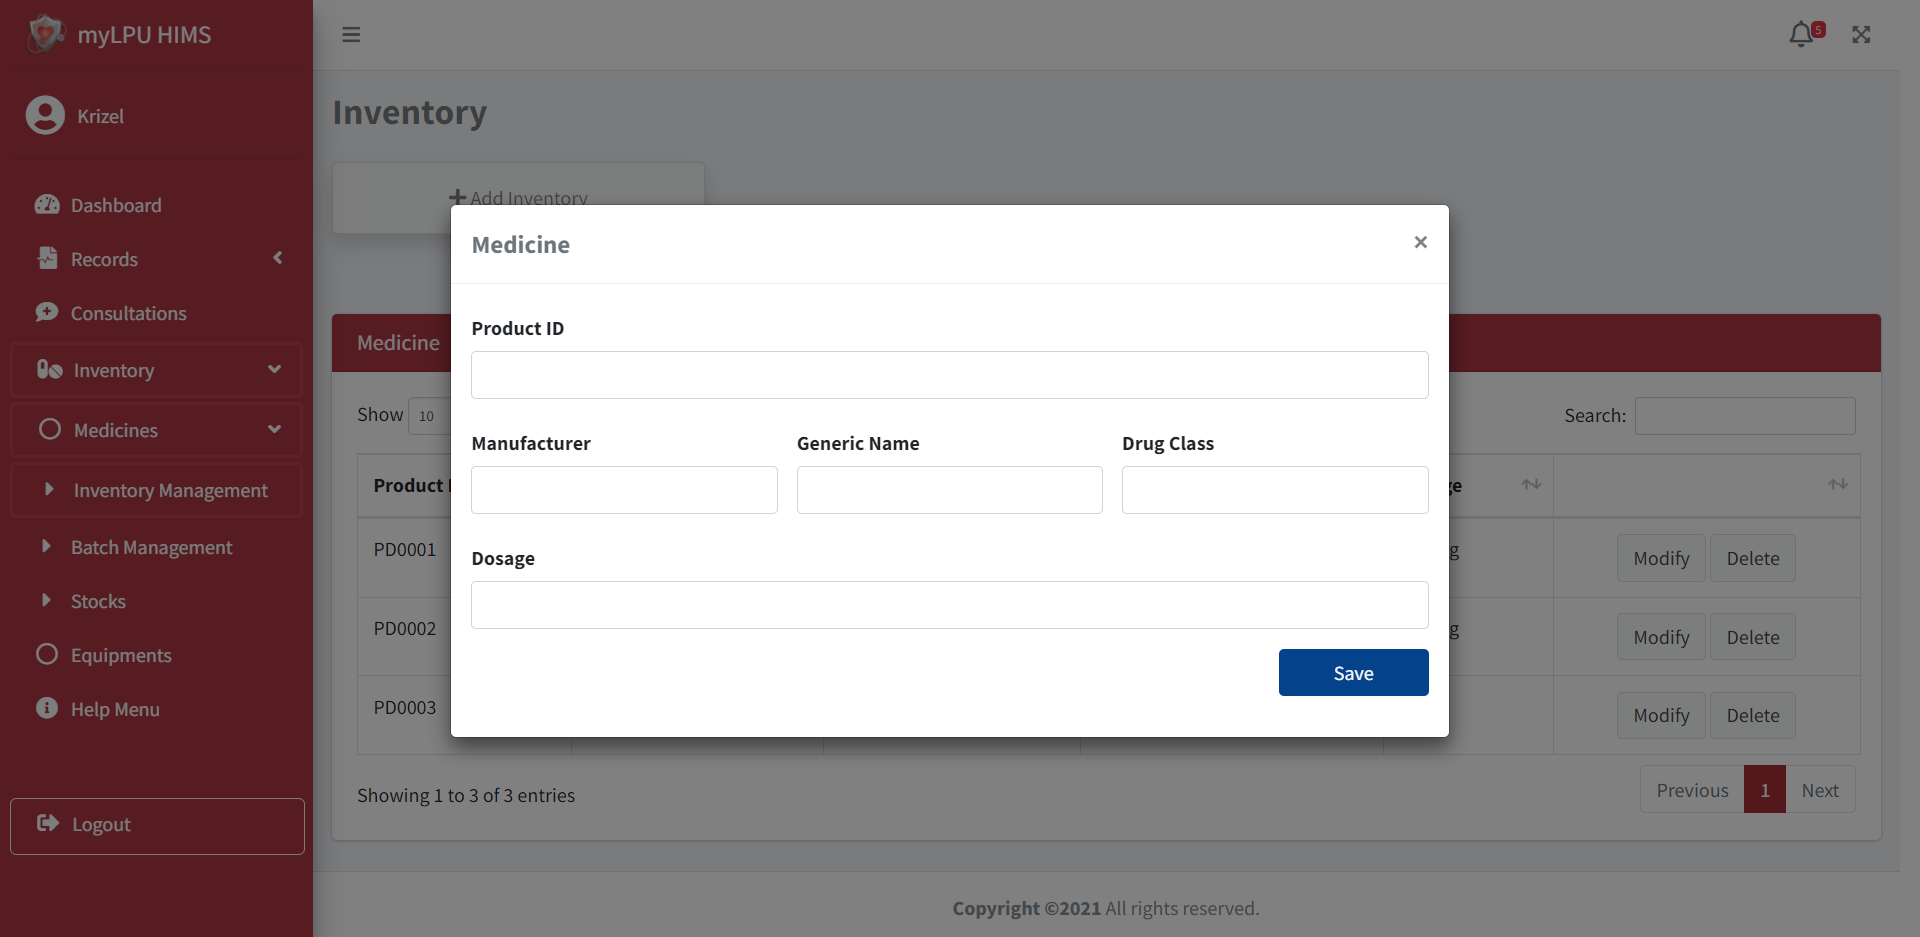 myLPU HIMS
5
Krizel
Inventory
Dashboard
Add Inventory
Records
Medicine
×
Consultations
Product ID
Medicine
Inventory
Show 10
Search:
Medicines
Manufacturer Generic Name Drug Class
Product
Inventory Management
PD0001
Modify Delete
Batch Management
Dosage
Stocks
PD0002
Modify Delete
Equipments
Save
Help Menu
PD0003
Modify Delete
Showing 1 to 3 of 3 entries
Previous 1 Next
Logout
Copyright ©2021 All rights reserved.